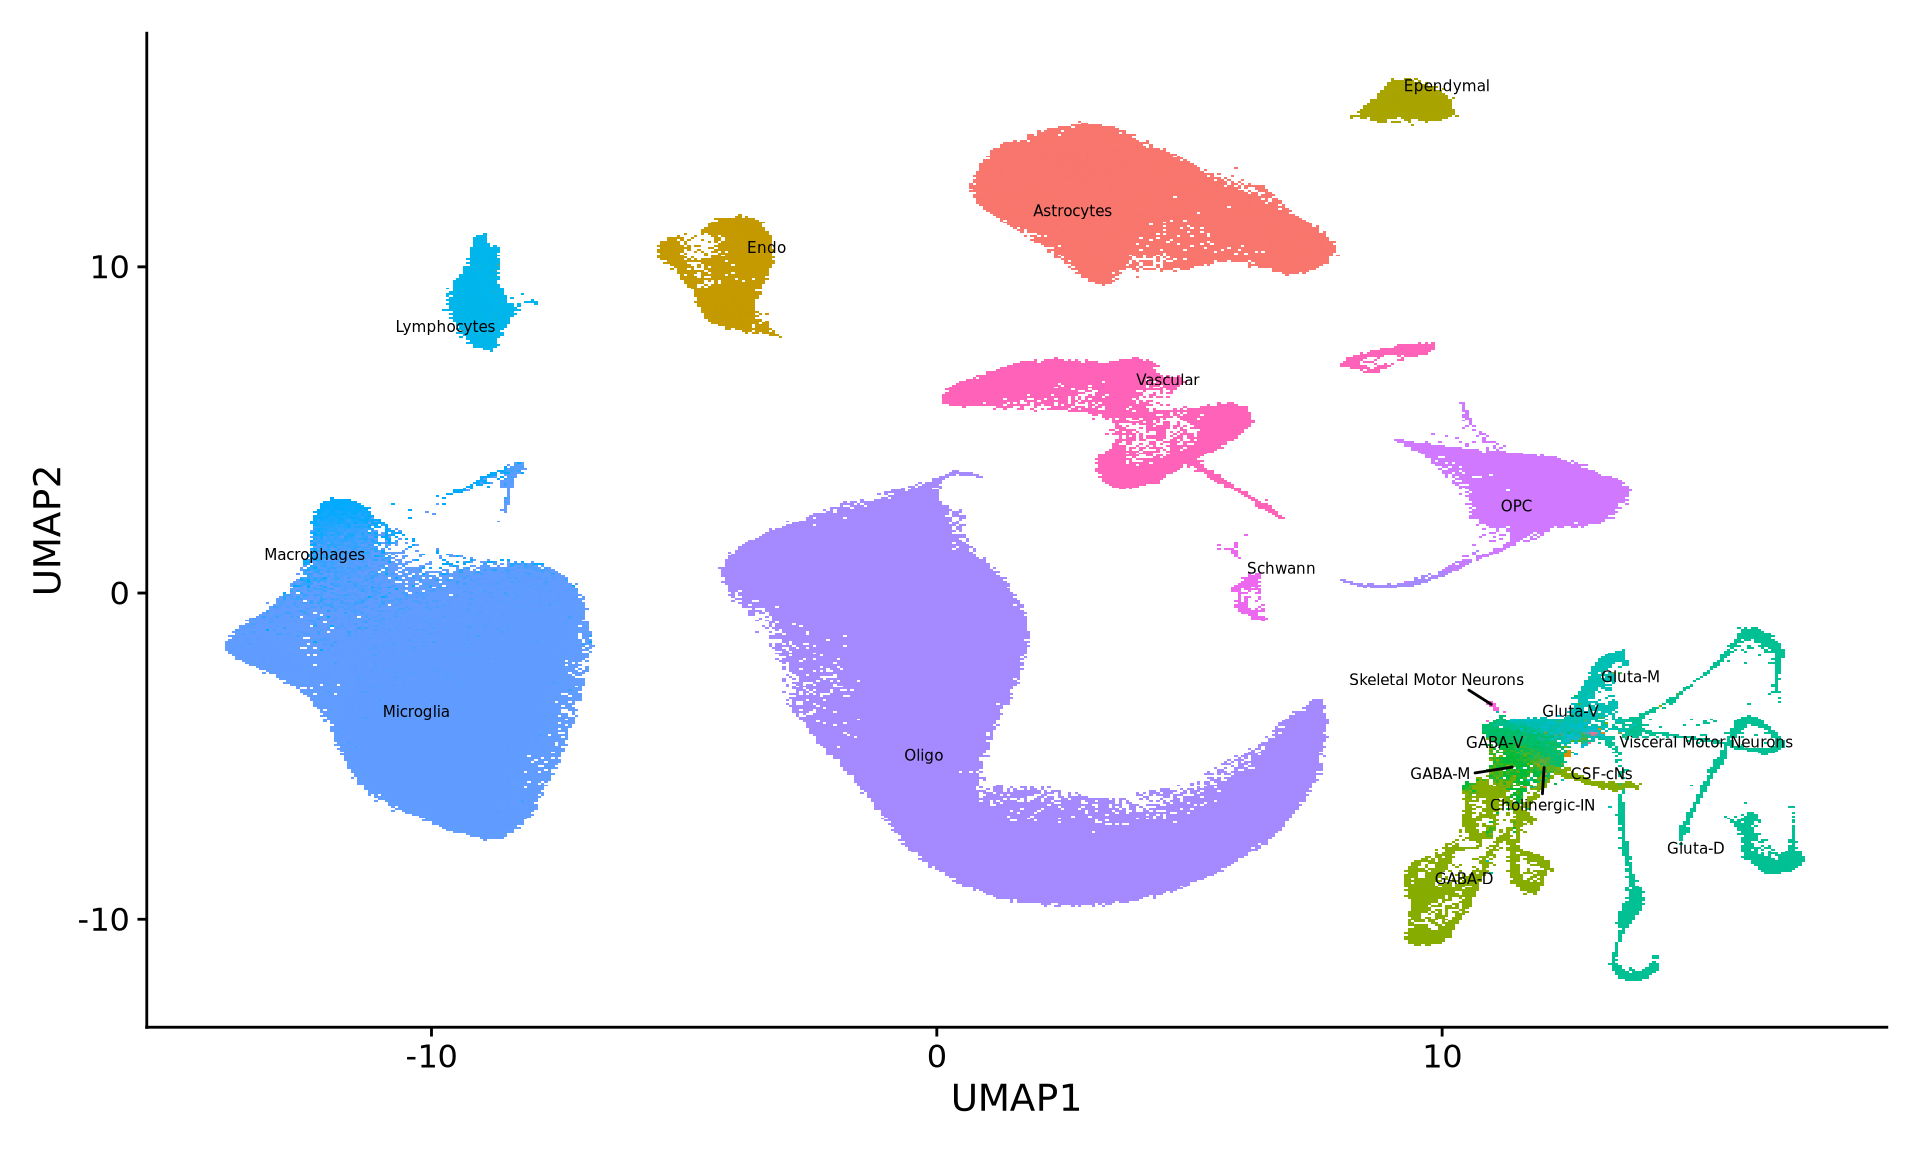 Ependymal
Astrocytes
Endo
10
Lymphocytes
Vascular
UMAP2
OPC
Macrophages
Schwann
0
Skeletal Motor Neurons
Gluta-M
Microglia
Gluta-V
GABA-V
Visceral Motor Neurons
Oligo
GABA-M
CSF-cNs
Cholinergic-IN
Gluta-D
GABA-D
-10
-10
0
10
UMAP1